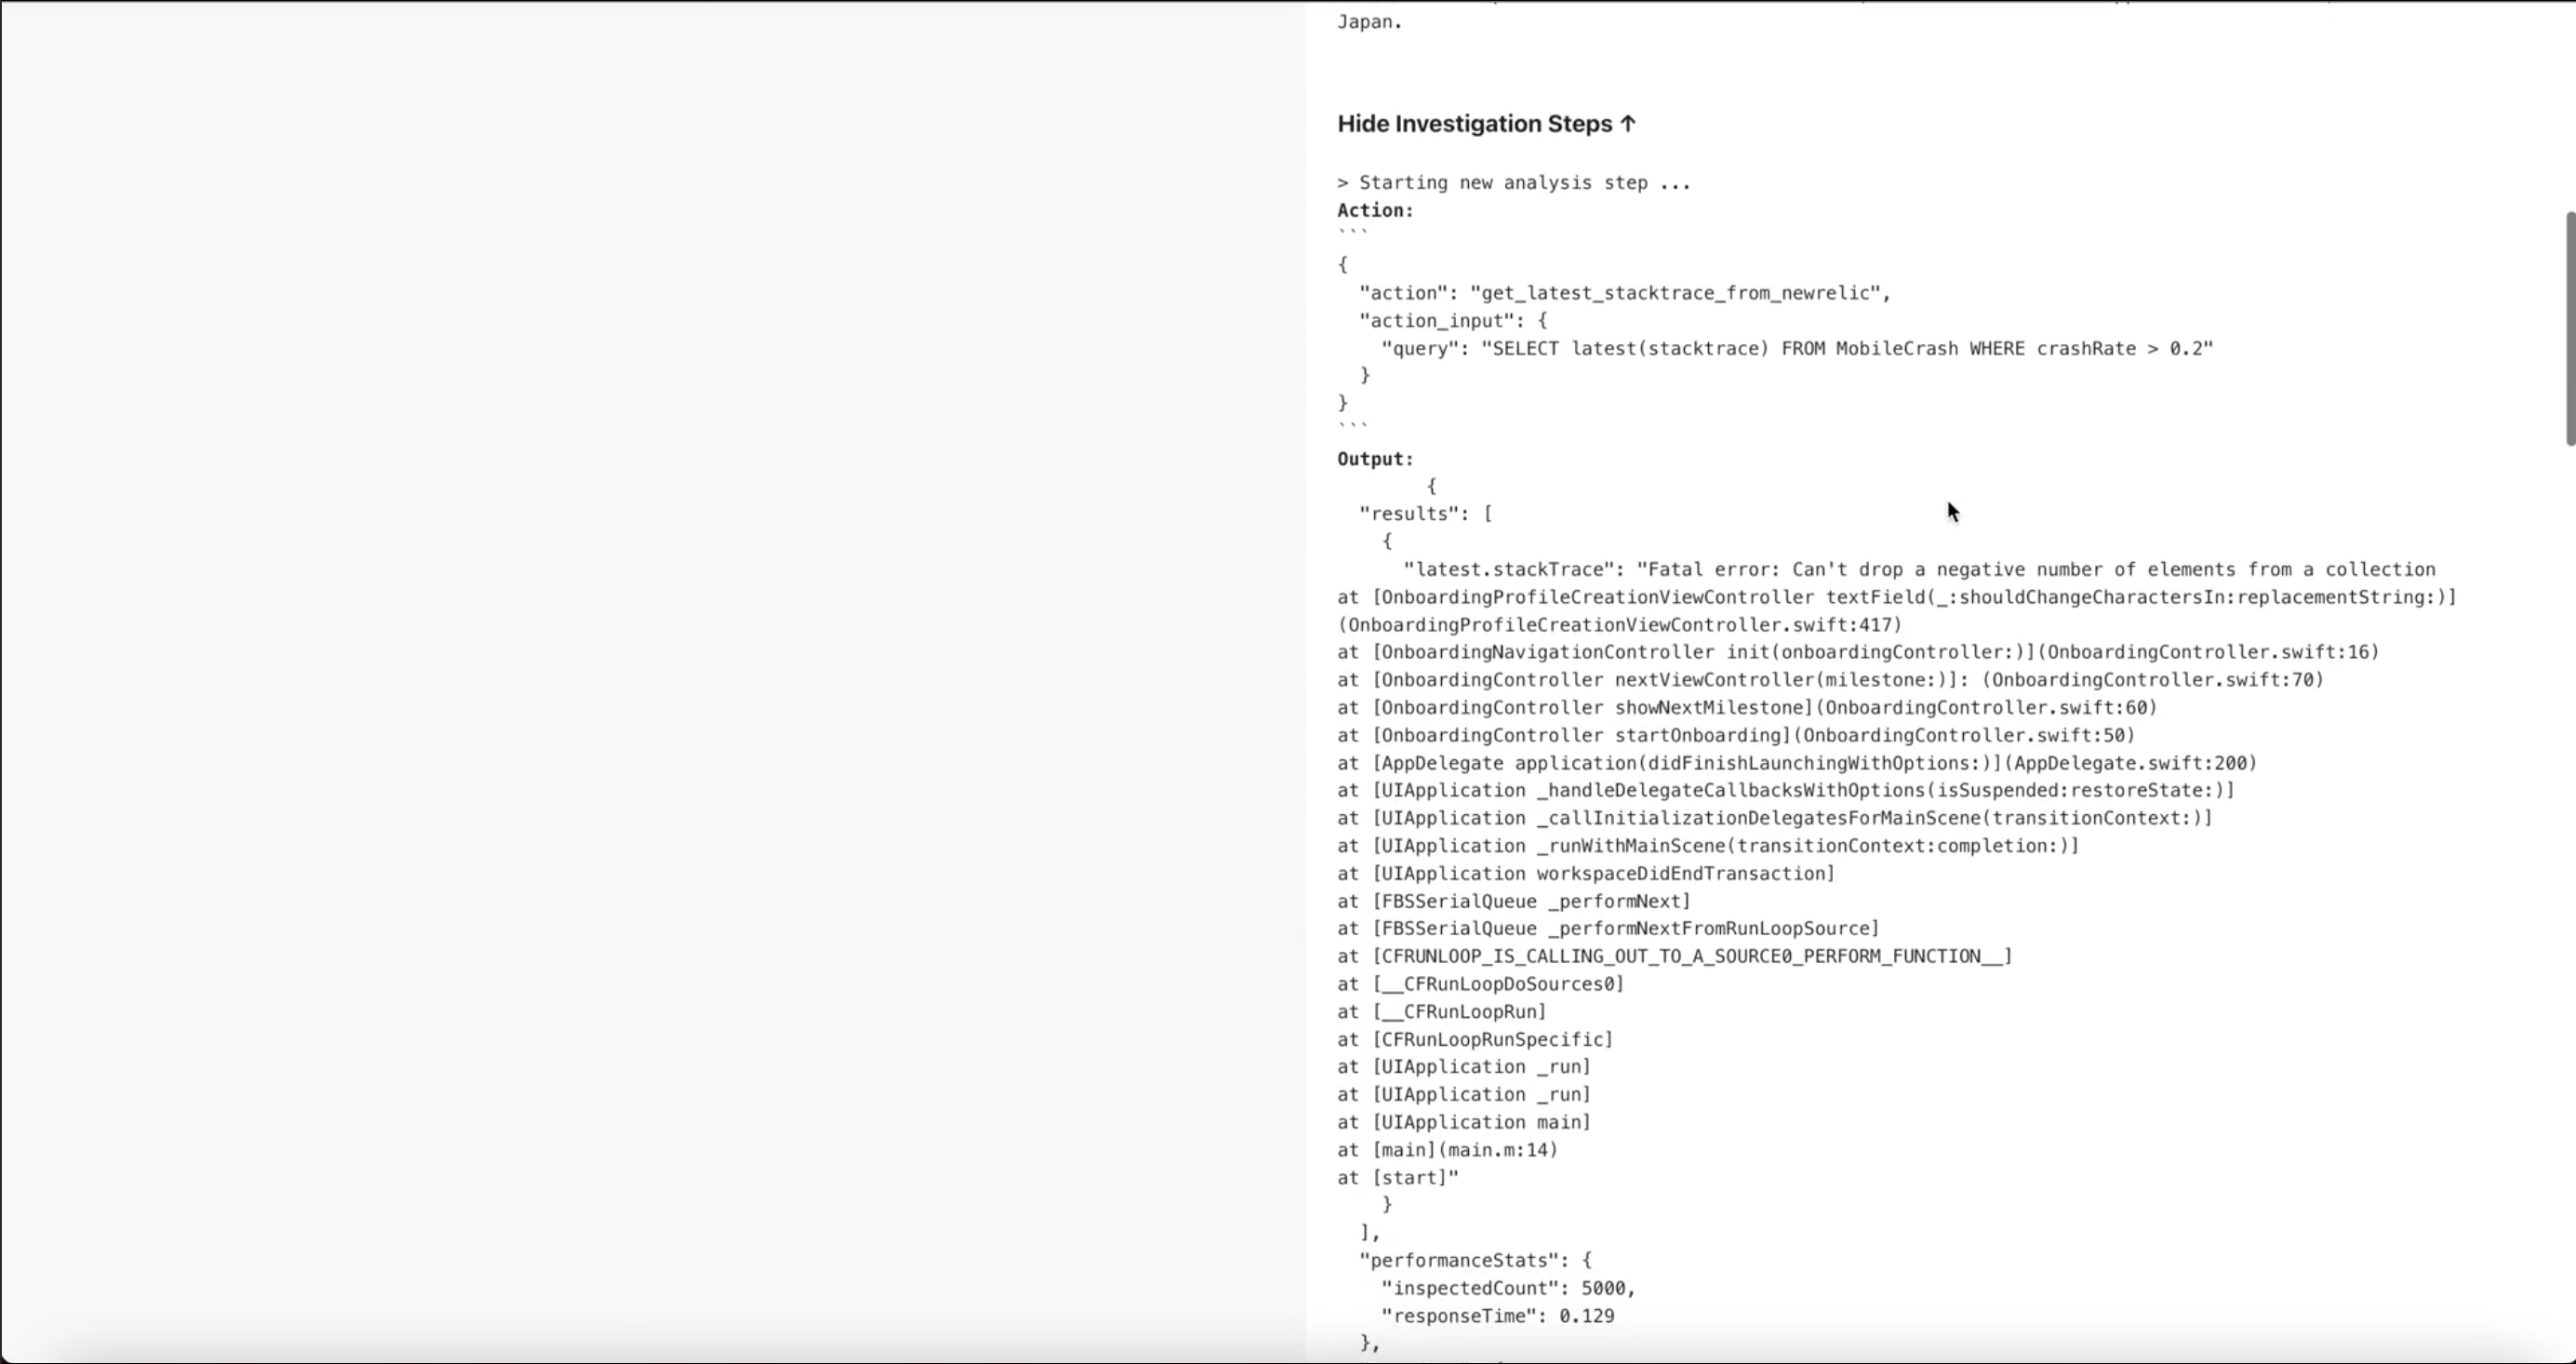 Japan.
Hide Investigation Steps ↑
> Starting new analysis step ...
Action:
```
{
  "action": "get_latest_stacktrace_from_newrelic",
  "action_input": {
    "query": "SELECT latest(stacktrace) FROM MobileCrash WHERE crashRate > 0.2"
  }
}
```
Output:
        {
  "results": [
    {
      "latest.stackTrace": "Fatal error: Can't drop a negative number of elements from a collection
at [OnboardingProfileCreationViewController textField(_:shouldChangeCharactersIn:replacementString:)]
(OnboardingProfileCreationViewController.swift:417)
at [OnboardingNavigationController init(onboardingController:)](OnboardingController.swift:16)
at [OnboardingController nextViewController(milestone:)]: (OnboardingController.swift:70)
at [OnboardingController showNextMilestone](OnboardingController.swift:60)
at [OnboardingController startOnboarding](OnboardingController.swift:50)
at [AppDelegate application(didFinishLaunchingWithOptions:)](AppDelegate.swift:200)
at [UIApplication _handleDelegateCallbacksWithOptions(isSuspended:restoreState:)]
at [UIApplication _callInitializationDelegatesForMainScene(transitionContext:)]
at [UIApplication _runWithMainScene(transitionContext:completion:)]
at [UIApplication workspaceDidEndTransaction]
at [FBSSerialQueue _performNext]
at [FBSSerialQueue _performNextFromRunLoopSource]
at [CFRUNLOOP_IS_CALLING_OUT_TO_A_SOURCE0_PERFORM_FUNCTION__]
at [__CFRunLoopDoSources0]
at [__CFRunLoopRun]
at [CFRunLoopRunSpecific]
at [UIApplication _run]
at [UIApplication _run]
at [UIApplication main]
at [main](main.m:14)
at [start]"
    }
  ],
  "performanceStats": {
    "inspectedCount": 5000,
    "responseTime": 0.129
  },